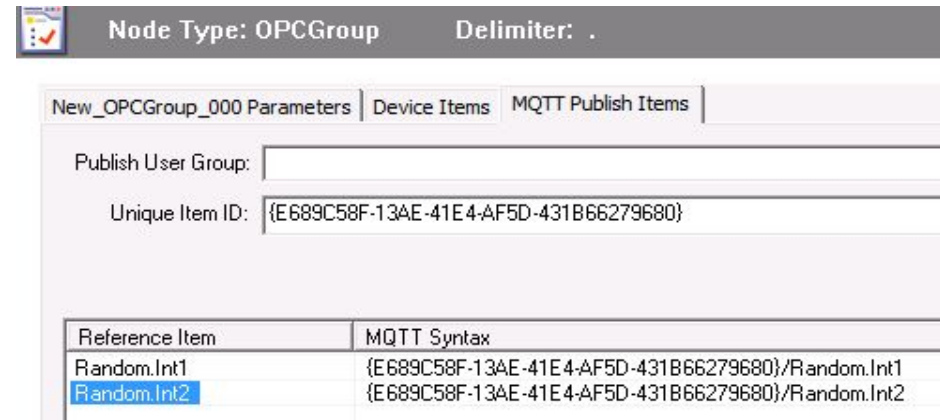 Node Type: OPCGroup Delimiter: .
New_OPCGroup_000 Parameters Device Items MQTT Publish Items
Publish User Group:
Unique Item ID: {E689C58F-13AE-41E4-AF5D-431B66279680}
Reference Item MQTT Syntax
Random.Int1 {E689C58F-13AE-41E4-AF5D-431B66279680}/Random.Int1
Random.Int2 {E689C58F-13AE-41E4-AF5D-431B66279680}/Random.Int2